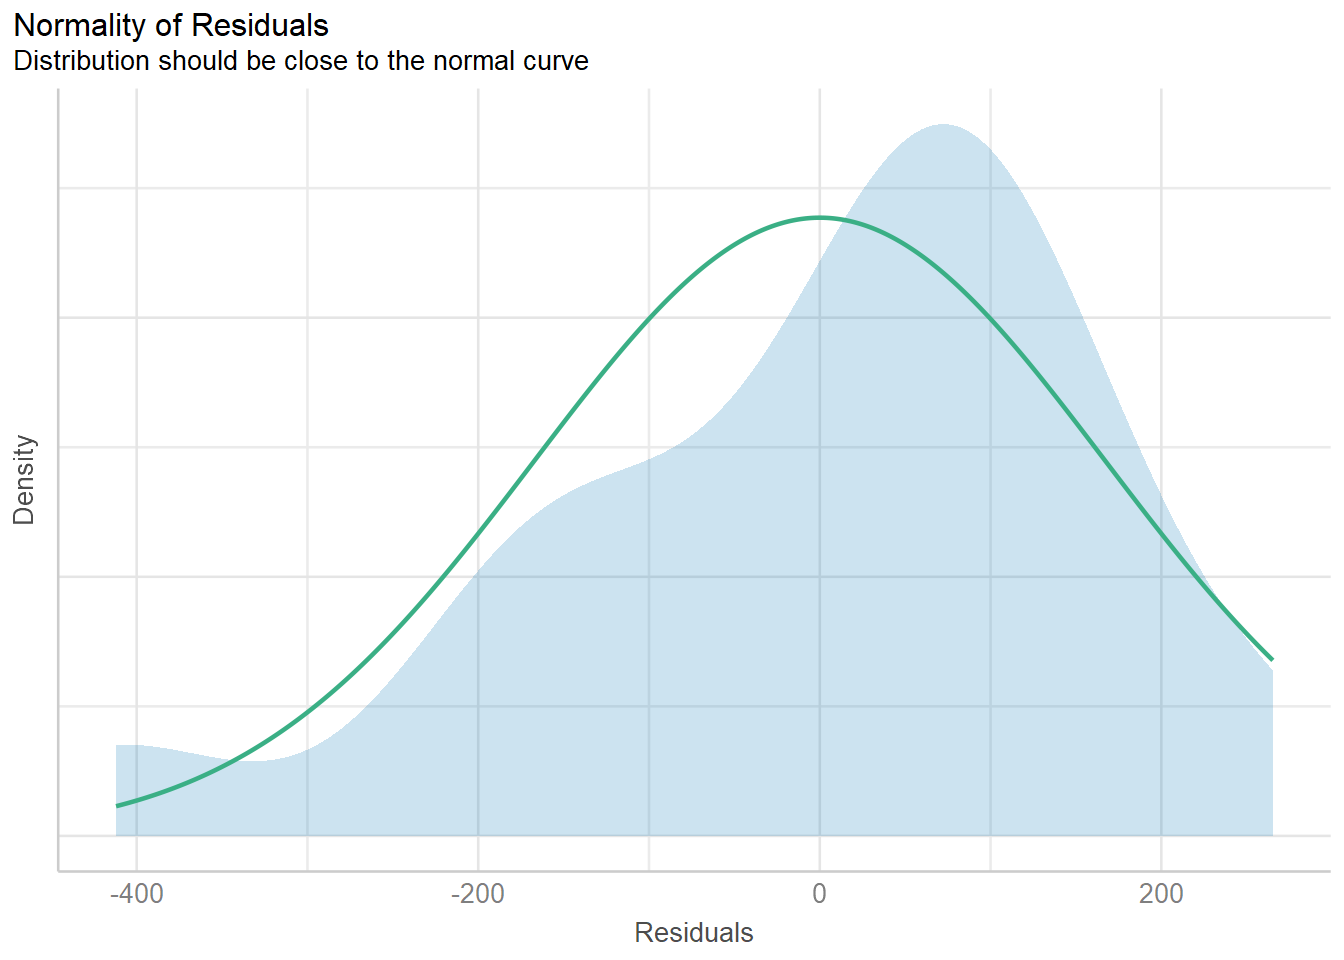 Normality of Residuals
Distribution should be close to the normal curve
Density
-400 -200 0 200
Residuals